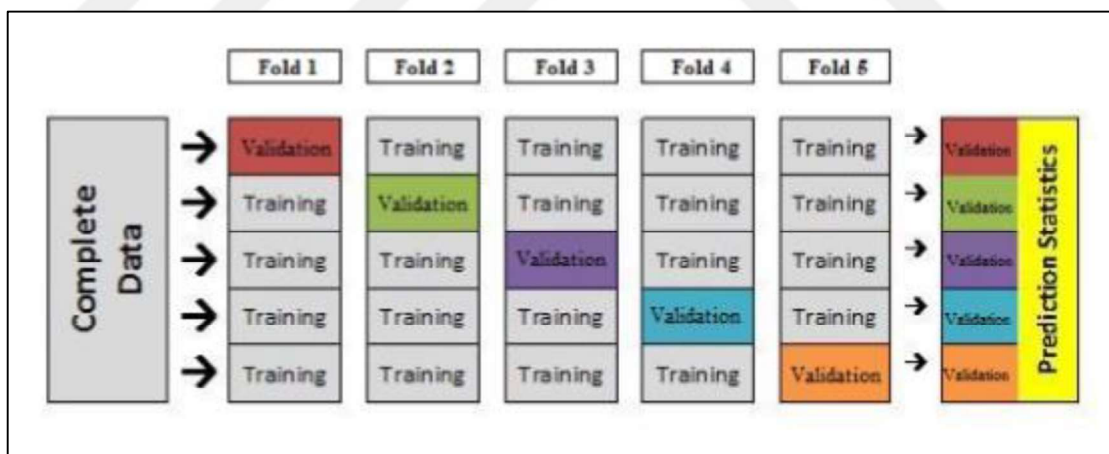 Fold 1 Fold 2 Fold 3 Fold 4 Fold 5
Complete
Data
Validation Training Training Training Training Validation
Training Validation Training Training Training Validation
Training Training Validation Training Training Validation
Training Training Training Validation Training Validation
Training Training Training Training Validation Validation
Prediction Statistics